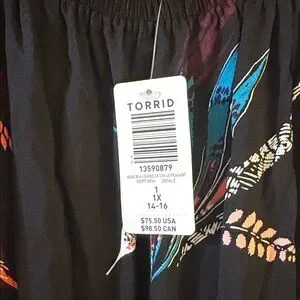 TORRID
13590879
1
1X
14-16
$75.50 USA
$98.50 CAN